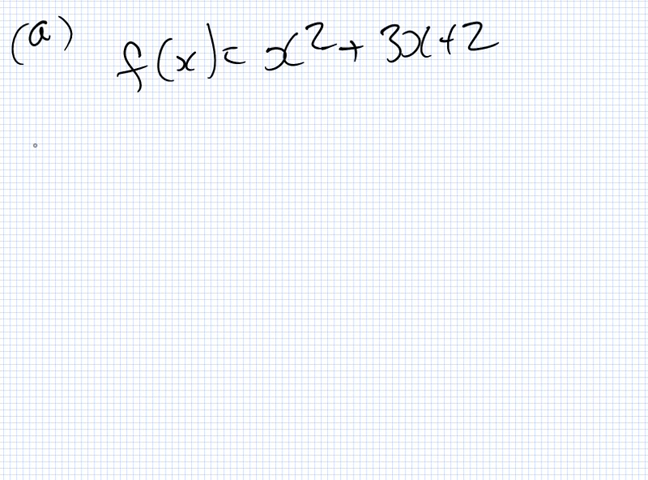 (a) f(x) = x² + 3x + 2